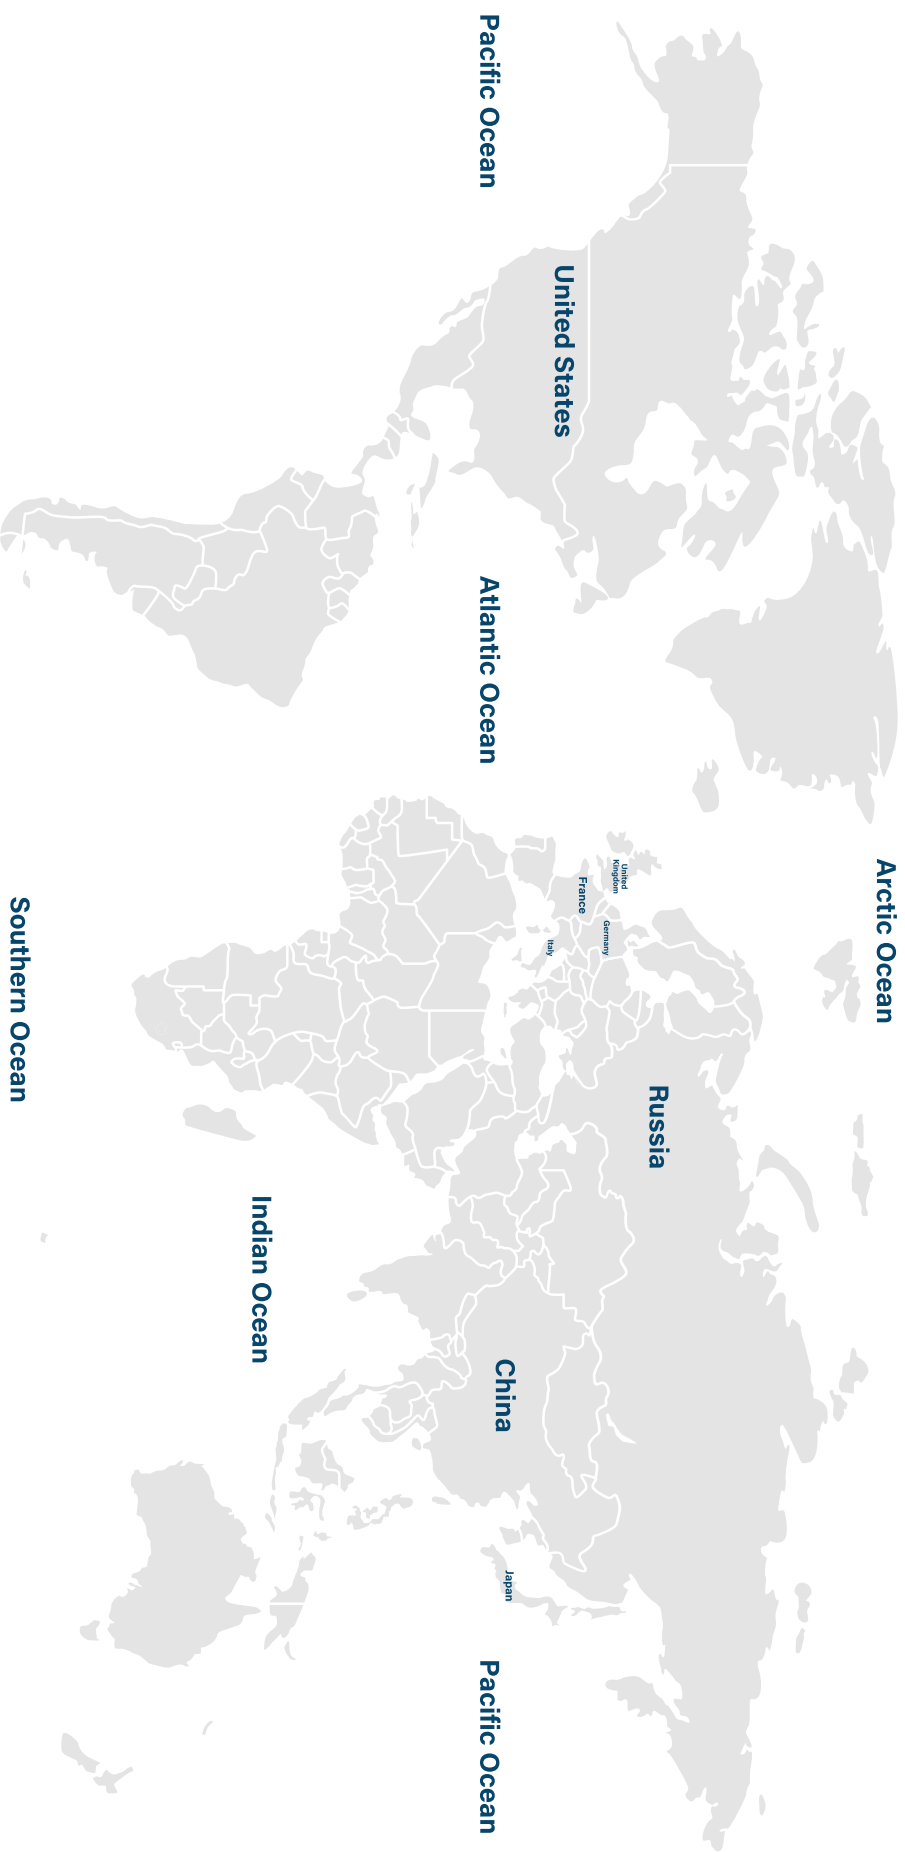 Arctic Ocean
Russia
United
Kingdom
Germany
France
Italy
United States
China
Japan
Pacific Ocean
Atlantic Ocean
Pacific Ocean
Indian Ocean
Southern Ocean